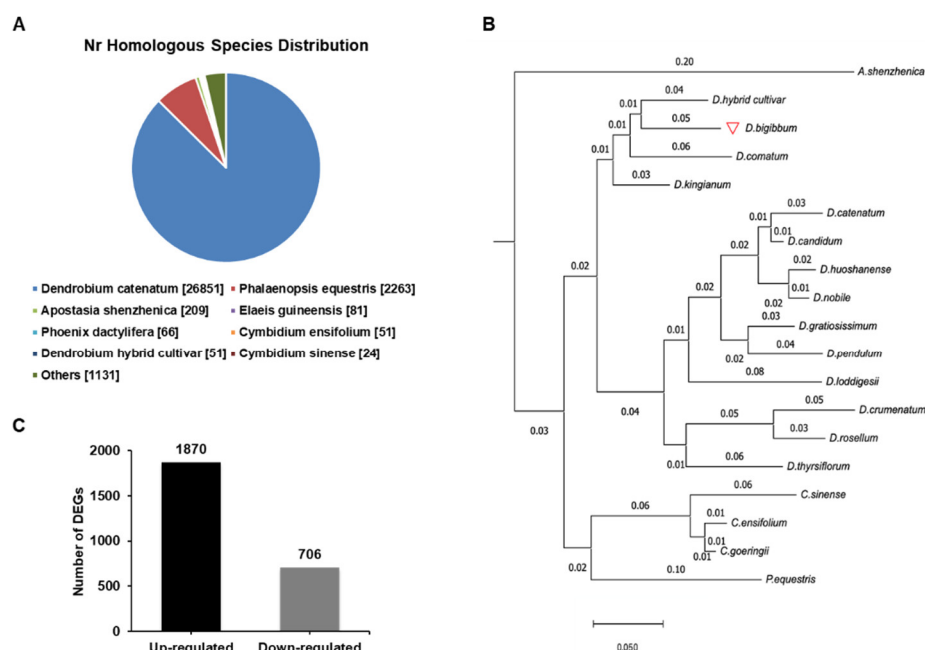 A
Nr Homologous Species Distribution
Dendrobium catenatum [26851] Phalaenopsis equestris [2263]
Apostasia shenzhenica [209] Elaeis guineensis [81]
Phoenix dactylifera [66] Cymbidium ensifolium [51]
Dendrobium hybrid cultivar [51] Cymbidium sinense [24]
Others [1131]
B
0.20
A.shenzhenica
0.04
D.hybrid cultivar
0.01
0.05
D.bigibbum
0.01
0.06
D.comatum
0.01
0.03
D.kingianum
0.03
D.catenatum
0.01
0.01
D.candidum
0.02
0.02
D.huoshanense
0.01
D.nobile
0.02
0.02
0.02
0.03
D.gratiosissimum
0.01
0.04
D.pendulum
0.02
0.08
D.loddigesii
0.04
0.05
D.crumenatum
0.05
0.03
D.rosellum
0.03
0.06
D.thyrsiflorum
0.01
0.06
C.sinense
0.06
0.01
C.ensifolium
0.01
C.goeringii
0.01
0.02
0.10
P.equestris
0.050
C
Number of DEGs
2000
1500
1000
500
0
1870
706
Up-regulated Down-regulated